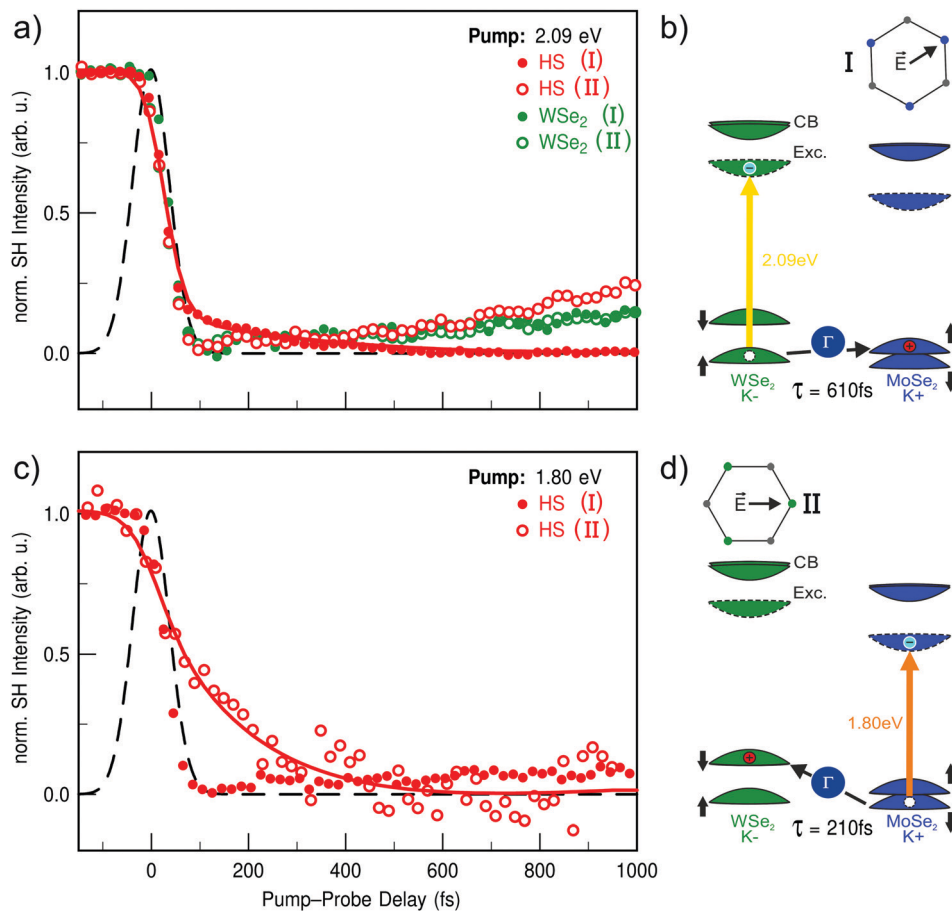 a)
Pump: 2.09 eV
HS (I)
HS (II)
WSe₂ (I)
WSe₂ (II)
norm. SH Intensity (arb. u.)
1.0
0.5
0.0
b)
I
E
CB
Exc.
2.09eV
Γ
WSe₂
K-
τ = 610fs
MoSe₂
K+
c)
Pump: 1.80 eV
HS (I)
HS (II)
norm. SH Intensity (arb. u.)
1.0
0.5
0.0
0
200
400
600
800
1000
Pump–Probe Delay (fs)
d)
E
II
CB
Exc.
1.80eV
Γ
WSe₂
K-
τ = 210fs
MoSe₂
K+